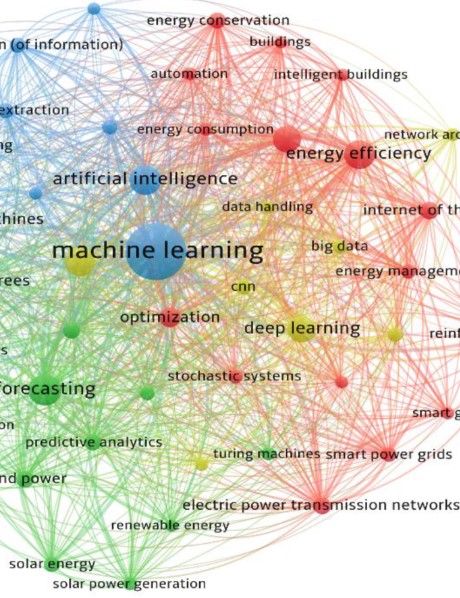 energy conservation
n (of information)
buildings
automation
intelligent buildings
extraction
energy consumption
network arc
ng
energy efficiency
artificial intelligence
data handling
internet of th
hines
machine learning
big data
energy manageme
rees
cnn
optimization
deep learning
reinf
s
stochastic systems
forecasting
smart g
on
predictive analytics
turing machines
smart power grids
nd power
electric power transmission networks
renewable energy
solar energy
solar power generation